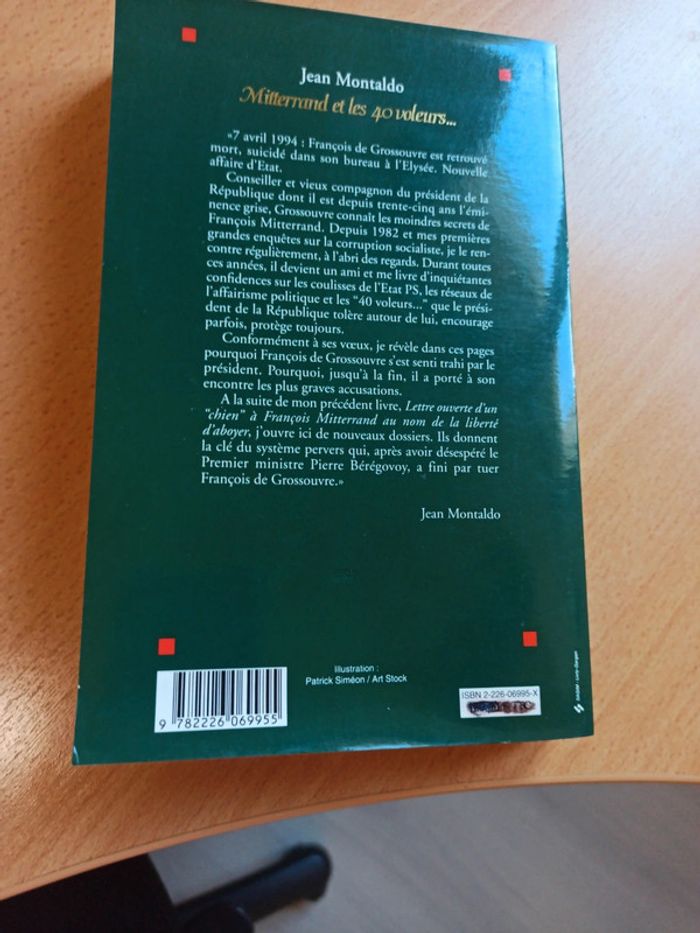 Jean Montaldo
Mitterrand et les 40 voleurs...
«7 avril 1994 : François de Grossouvre est retrouvé
mort, suicidé dans son bureau à l'Elysée. Nouvelle
affaire d'Etat.
Conseiller et vieux compagnon du président de la
République dont il est depuis trente-cinq ans l'émi-
nence grise, Grossouvre connaît les moindres secrets de
François Mitterrand. Depuis 1982 et mes premières
grandes enquêtes sur la corruption socialiste, je le ren-
contre régulièrement, à l'abri des regards. Durant toutes
ces années, il devient un ami et me livre d'inquiétantes
confidences sur les coulisses de l'Etat PS, les réseaux de
l'affairisme politique et les "40 voleurs..." que le prési-
dent de la République tolère autour de lui, encourage
parfois, protège toujours.
Conformément à ses vœux, je révèle dans ces pages
pourquoi François de Grossouvre s'est senti trahi par le
président. Pourquoi, jusqu'à la fin, il a porté à son
encontre les plus graves accusations.
A la suite de mon précédent livre, Lettre ouverte d'un
"chien" à François Mitterrand au nom de la liberté
d'aboyer, j'ouvre ici de nouveaux dossiers. Ils donnent
la clé du système pervers qui, après avoir désespéré le
Premier ministre Pierre Bérégovoy, a fini par tuer
François de Grossouvre.»
Jean Montaldo
Illustration :
Patrick Siméon / Art Stock
9 782226 069955
ISBN 2-226-06995-X